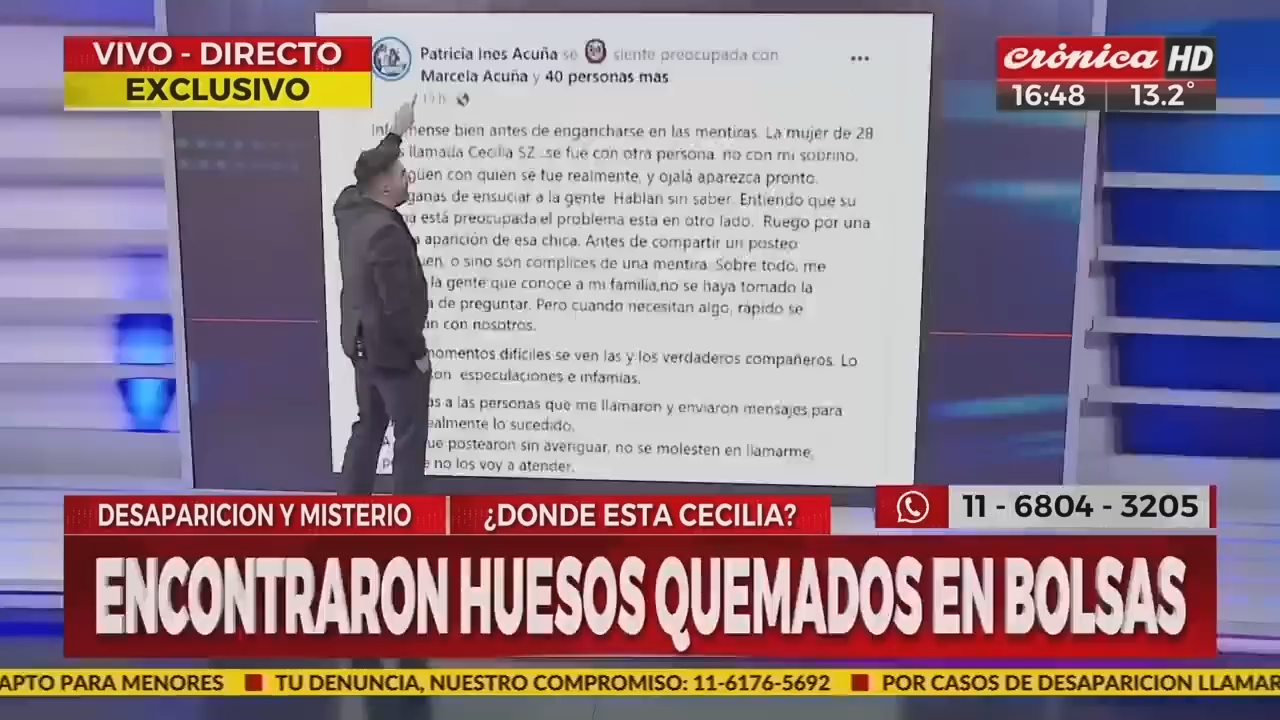 VIVO - DIRECTO
EXCLUSIVO
crónica HD
16:48 13.2°
Patricia Ines Acuña se siente preocupada con
Marcela Acuña y 40 personas más
bien antes de engancharse en las mentiras. La mujer de 28
llamada Cecilia SZ se fue con otra persona, no con mi sobrino.
con quien se fue realmente, y ojalá aparezca pronto.
ganas de ensuciar a la gente. Hablan sin saber. Entiendo que su
está preocupada el problema esta en otro lado. Ruego por una
aparición de esa chica. Antes de compartir un posteo
o sino son complices de una mentira. Sobre todo, me
la gente que conoce a mi familia,no se haya tomado la
de preguntar. Pero cuando necesitan algo, rápido se
con nosotros.
momentos difíciles se ven las y los verdaderos compañeros. Lo
especulaciones e infamias.
a las personas que me llamaron y enviaron mensajes para
lo sucedido.
postearon sin averiguar, no se molesten en llamarme,
no los voy a atender.
DESAPARICION Y MISTERIO
¿DONDE ESTA CECILIA?
11 - 6804 - 3205
ENCONTRARON HUESOS QUEMADOS EN BOLSAS
APTO PARA MENORES ■ TU DENUNCIA, NUESTRO COMPROMISO: 11-6176-5692 ■ POR CASOS DE DESAPARICION LLAMAR